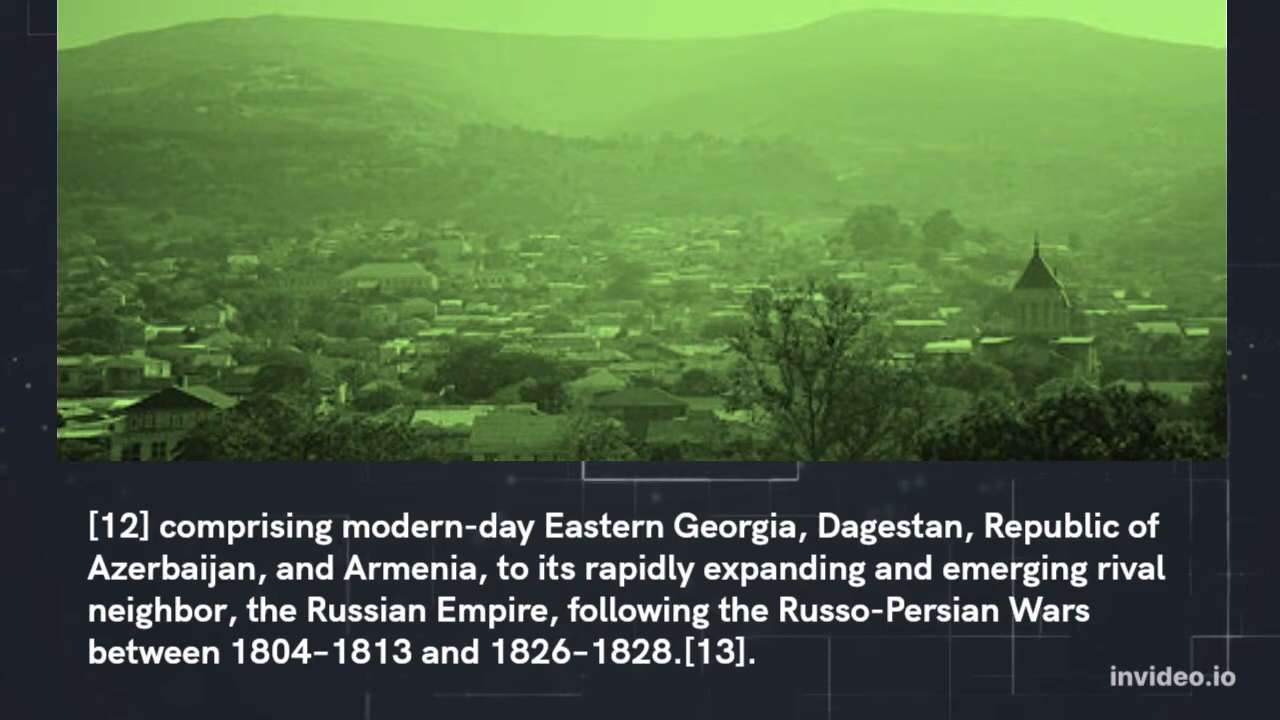 [12] comprising modern-day Eastern Georgia, Dagestan, Republic of
Azerbaijan, and Armenia, to its rapidly expanding and emerging rival
neighbor, the Russian Empire, following the Russo-Persian Wars
between 1804–1813 and 1826–1828.[13].
invideo.io